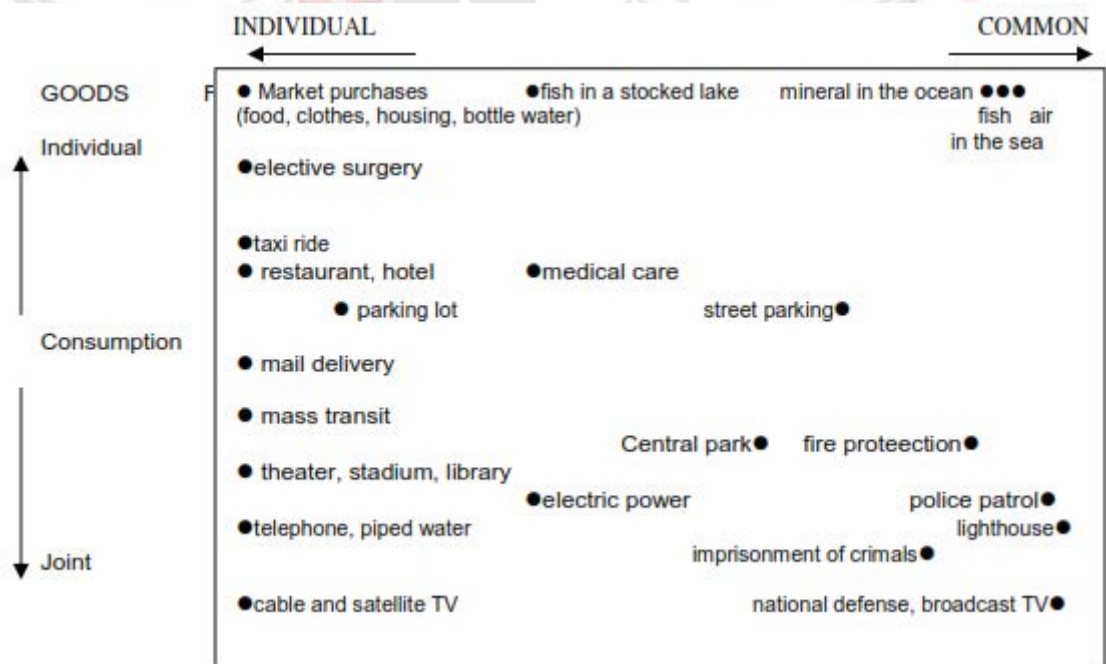 INDIVIDUAL COMMON
GOODS F ● Market purchases ●fish in a stocked lake mineral in the ocean ●●●
(food, clothes, housing, bottle water) fish air
Individual in the sea
●elective surgery
●taxi ride
● restaurant, hotel ●medical care
● parking lot street parking●
Consumption
● mail delivery
● mass transit
Central park● fire proteection●
● theater, stadium, library
●electric power police patrol●
●telephone, piped water lighthouse●
Joint imprisonment of crimals●
●cable and satellite TV national defense, broadcast TV●